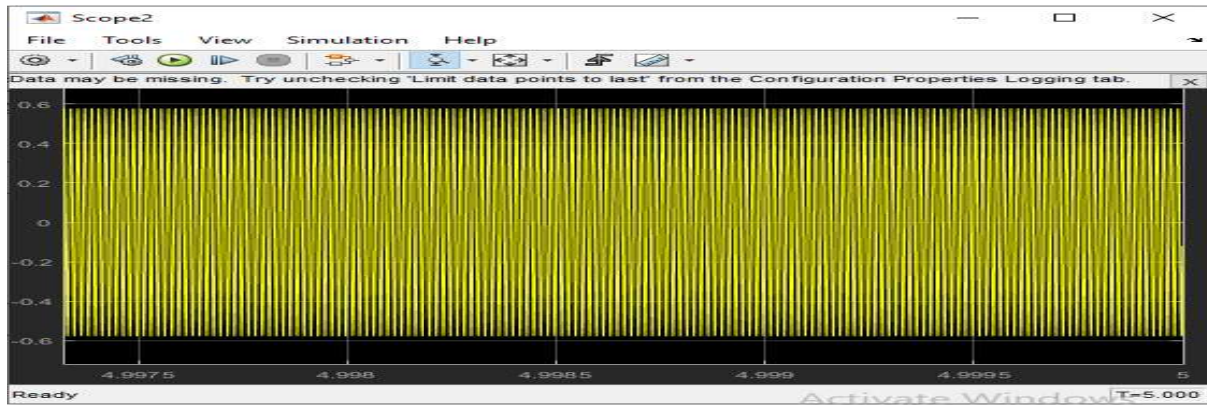 Scope2
File Tools View Simulation Help
Data may be missing. Try unchecking 'Limit data points to last' from the Configuration Properties Logging tab.
0.6
0.4
0.2
0
-0.2
-0.4
-0.6
4.9975 4.998 4.9985 4.999 4.9995 5
Ready Activate Windows T=5.000